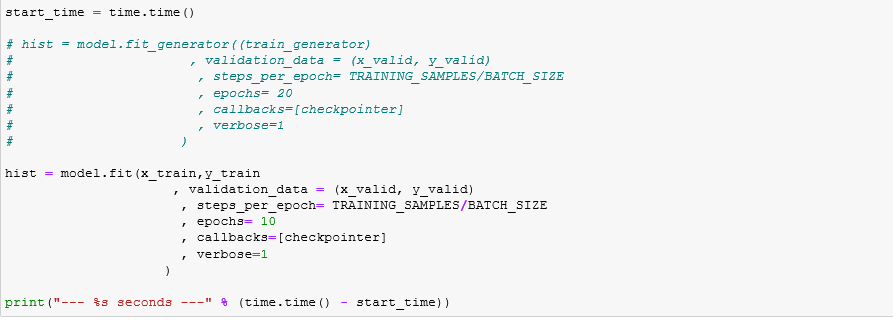 start_time = time.time()
# hist = model.fit_generator((train_generator)
#                       , validation_data = (x_valid, y_valid)
#                        , steps_per_epoch= TRAINING_SAMPLES/BATCH_SIZE
#                        , epochs= 20
#                        , callbacks=[checkpointer]
#                        , verbose=1
#                      )
hist = model.fit(x_train,y_train
                     , validation_data = (x_valid, y_valid)
                      , steps_per_epoch= TRAINING_SAMPLES/BATCH_SIZE
                      , epochs= 10
                      , callbacks=[checkpointer]
                      , verbose=1
                    )
print("--- %s seconds ---" % (time.time() - start_time))